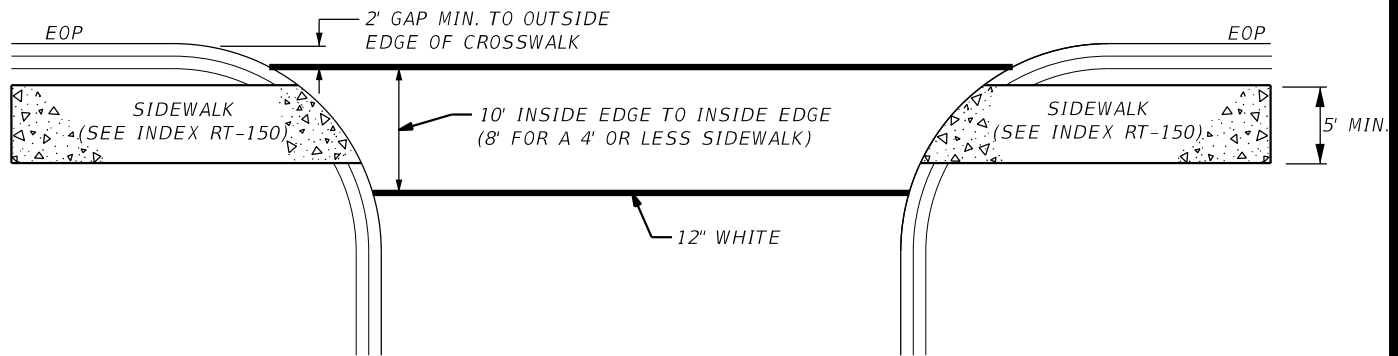 2' GAP MIN. TO OUTSIDE
EDGE OF CROSSWALK
EOP
EOP
SIDEWALK
(SEE INDEX RT-150)
10' INSIDE EDGE TO INSIDE EDGE
(8' FOR A 4' OR LESS SIDEWALK)
SIDEWALK
(SEE INDEX RT-150)
5' MIN.
12" WHITE